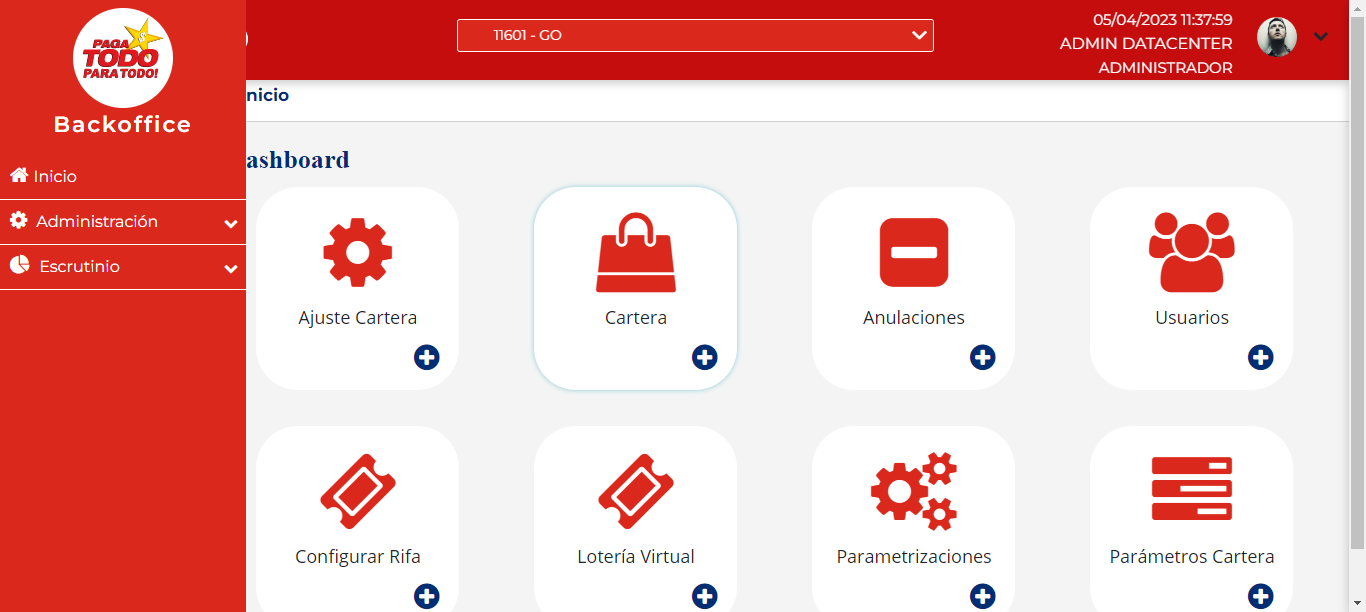 PAGA
TODO
PARA TODO!
Backoffice
Inicio
Administración
Escrutinio
11601 - GO
05/04/2023 11:37:59
ADMIN DATACENTER
ADMINISTRADOR
nicio
ashboard
Ajuste Cartera
Cartera
Anulaciones
Usuarios
Configurar Rifa
Lotería Virtual
Parametrizaciones
Parámetros Cartera